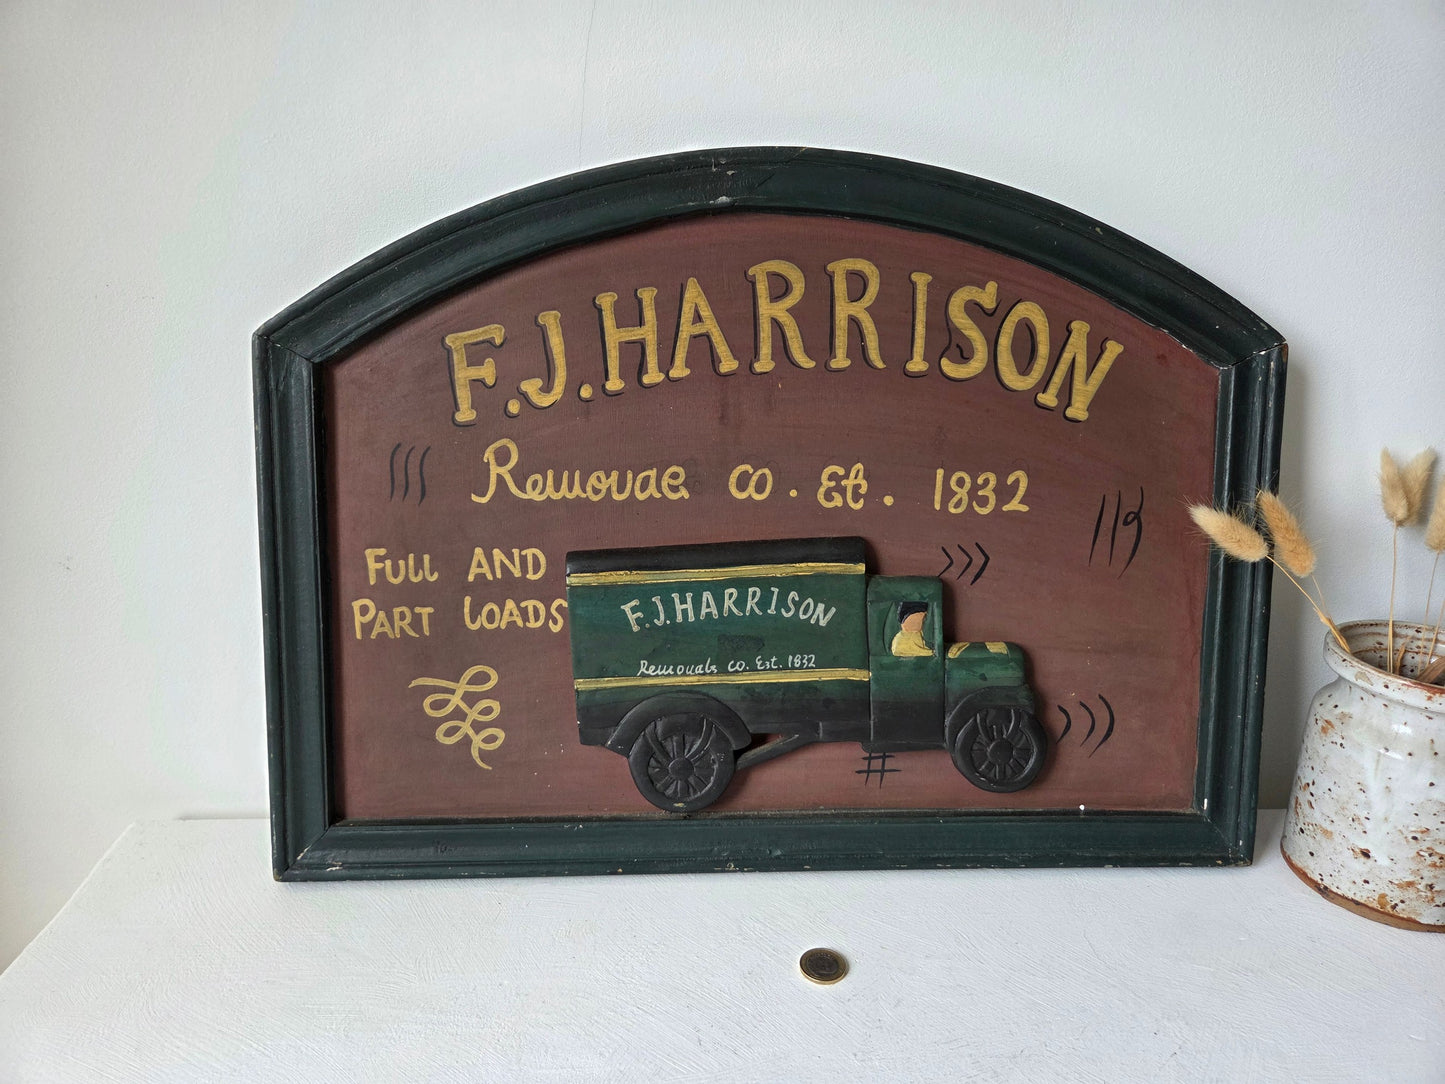 F.J.HARRISON
Removae co. Et. 1832
FULL AND
PART LOADS
F.J.HARRISON
Removals co. Est. 1832